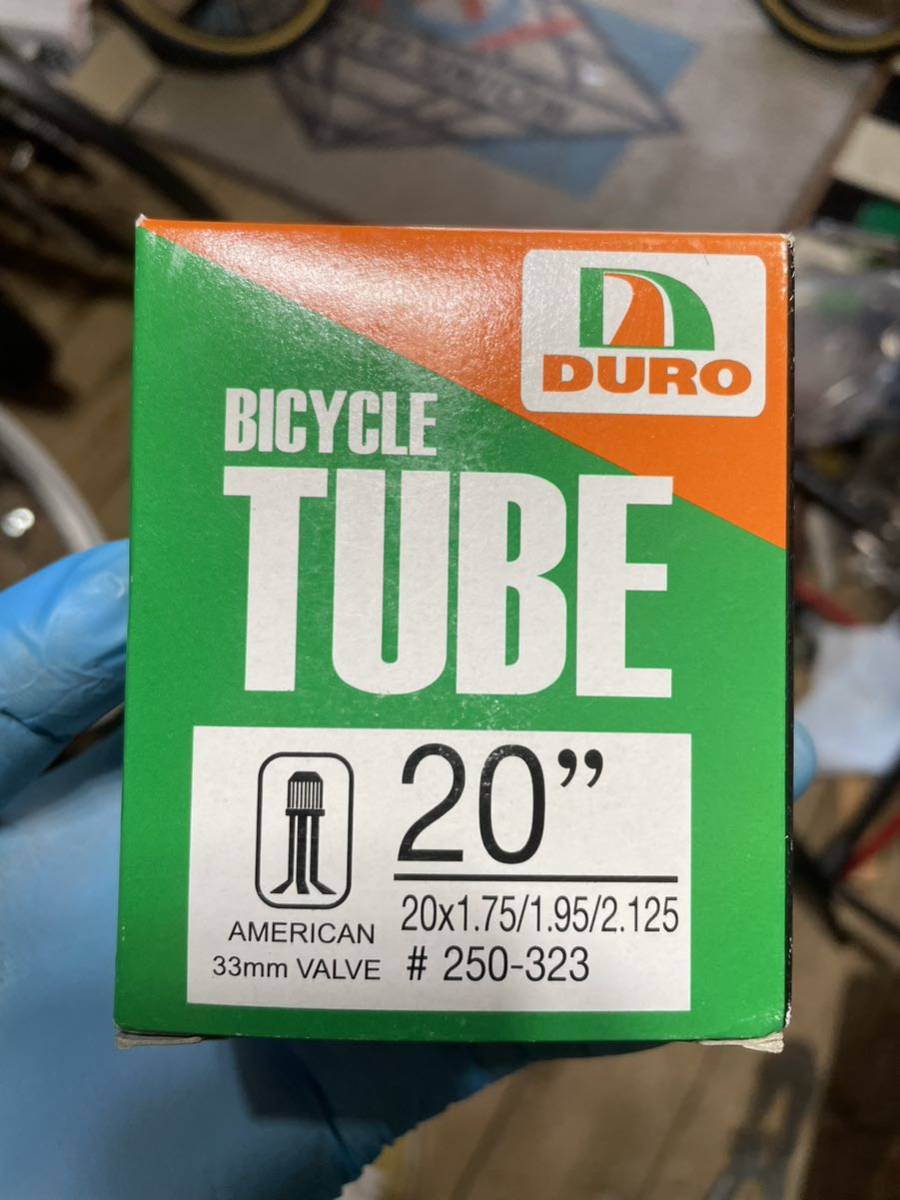 DURO
BICYCLE
TUBE
20”
20x1.75/1.95/2.125
# 250-323
AMERICAN
33mm VALVE